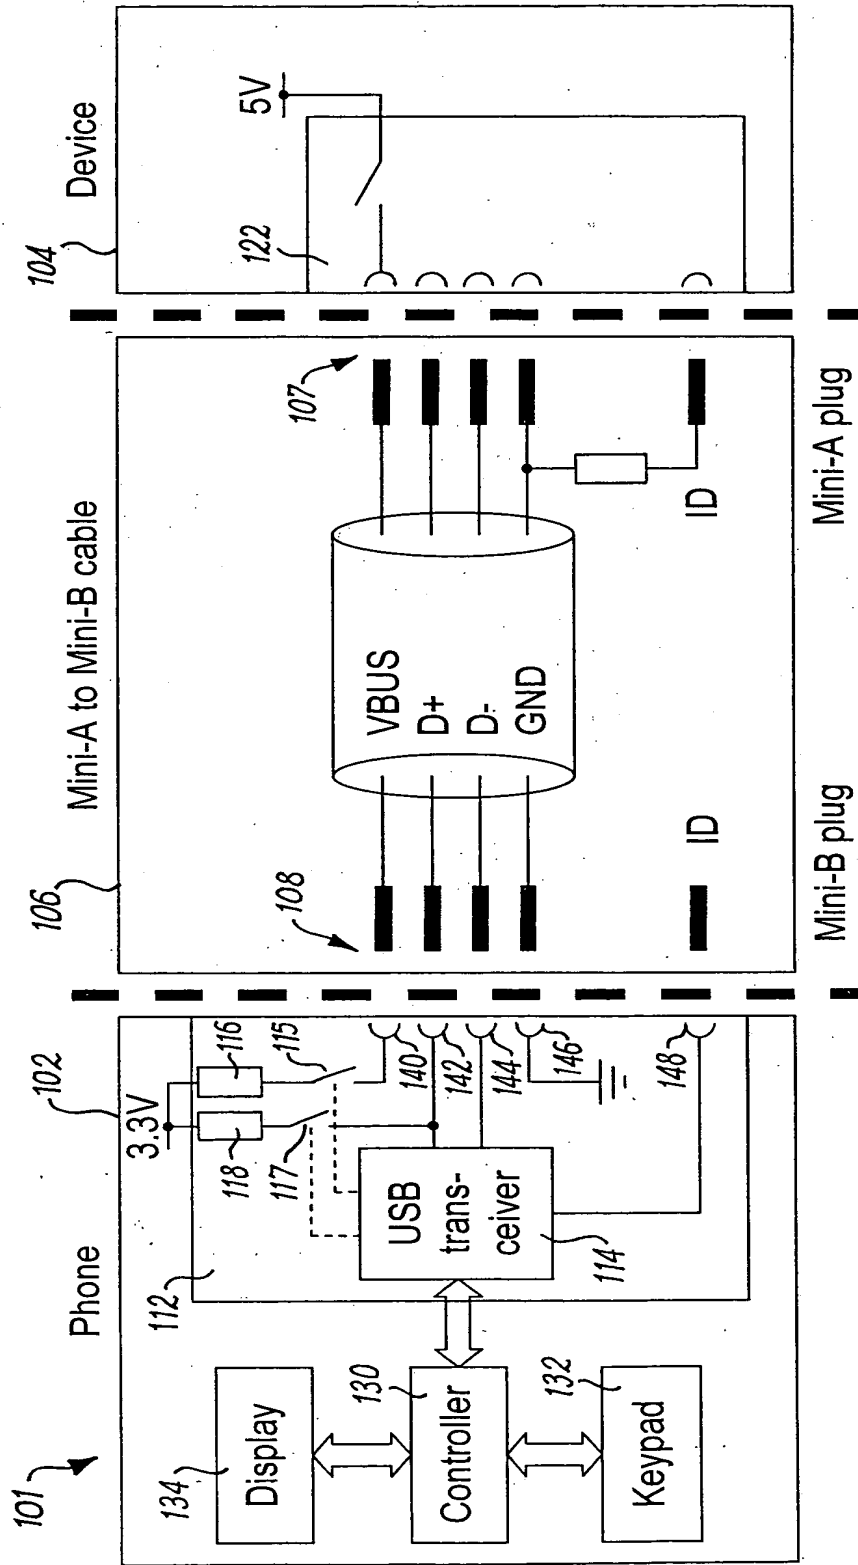 101
Phone
102
134
Display
130
Controller
132
Keypad
112
3.3V
116
118
115
117
USB
trans-
ceiver
114
140
142
144
146
148
Mini-A to Mini-B cable
106
108
107
VBUS
D+
D-
GND
ID
ID
Mini-B plug
Mini-A plug
Device
104
122
5V